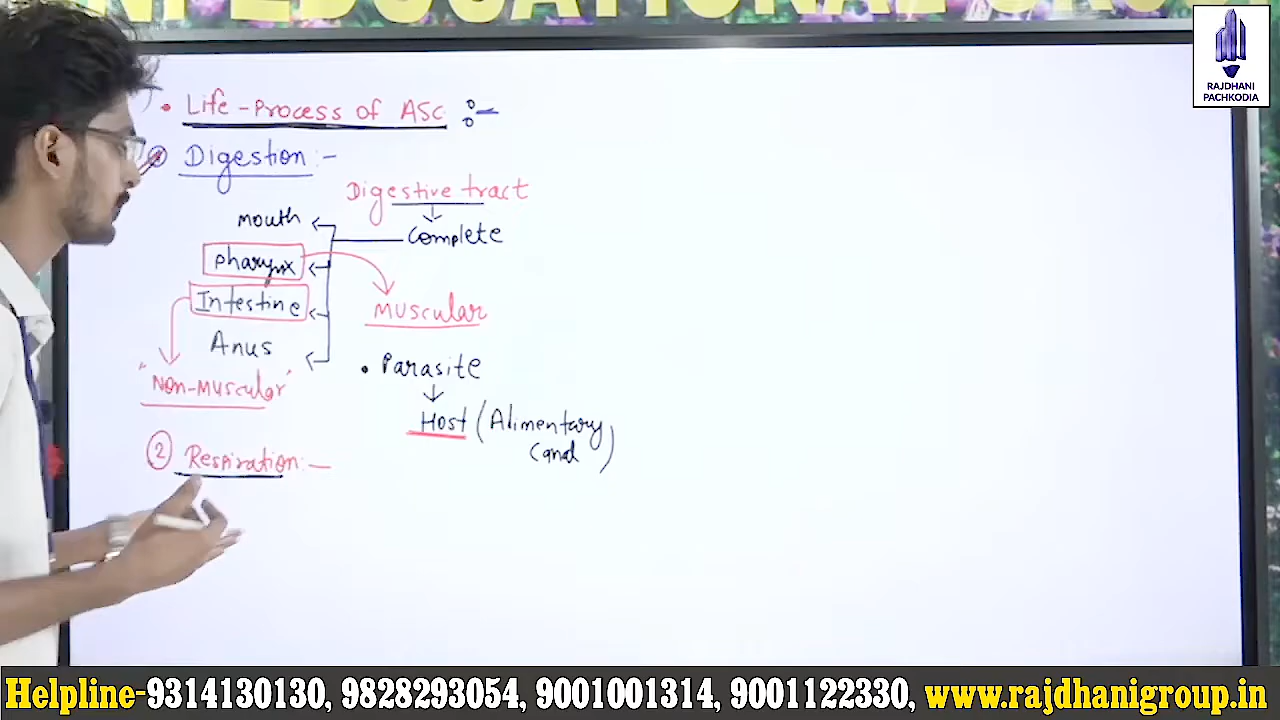 EDUCATIONAL
RAJDHANI
PACHKODIA
• Life-Process of ASC :-
Digestion :-
Digestive tract
Complete
mouth
pharynx
Intestine
Anus
Muscular
"Non-muscular"
• Parasite
Host (Alimentary
Canal)
② Respiration :-
Helpline-9314130130, 9828293054, 9001001314, 9001122330, www.rajdhanigroup.in